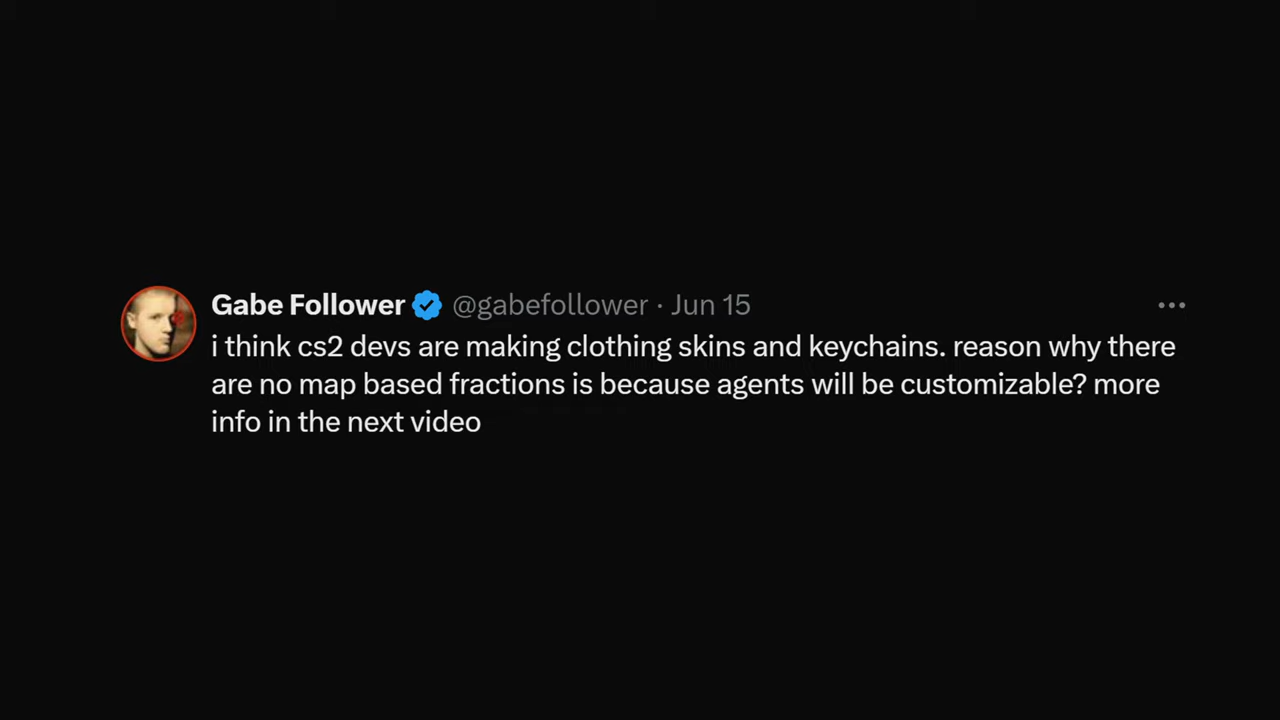 Gabe Follower @gabefollower · Jun 15
i think cs2 devs are making clothing skins and keychains. reason why there
are no map based fractions is because agents will be customizable? more
info in the next video